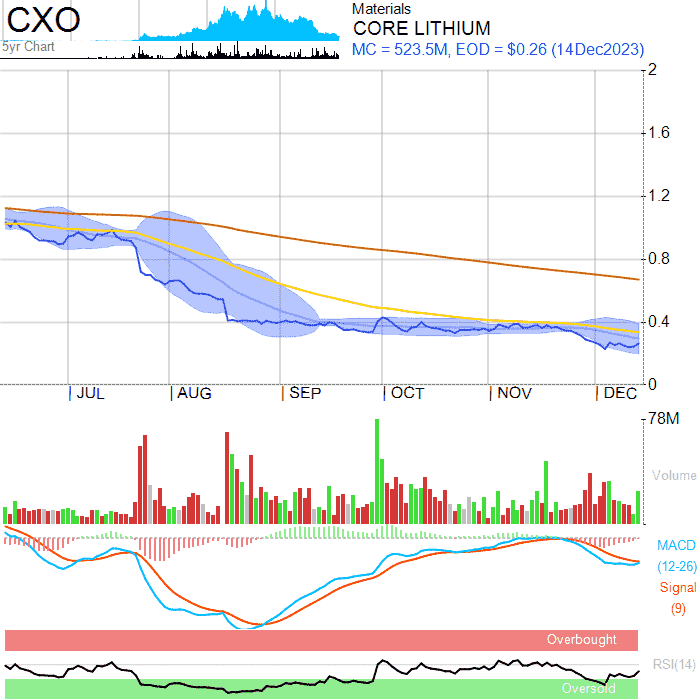 CXO
5yr Chart
Materials
CORE LITHIUM
MC = 523.5M, EOD = $0.26 (14Dec2023)
2
1.6
1.2
0.8
0.4
0
JUL AUG SEP OCT NOV DEC
78M
Volume
MACD
(12-26)
Signal
(9)
Overbought
RSI(14)
Oversold